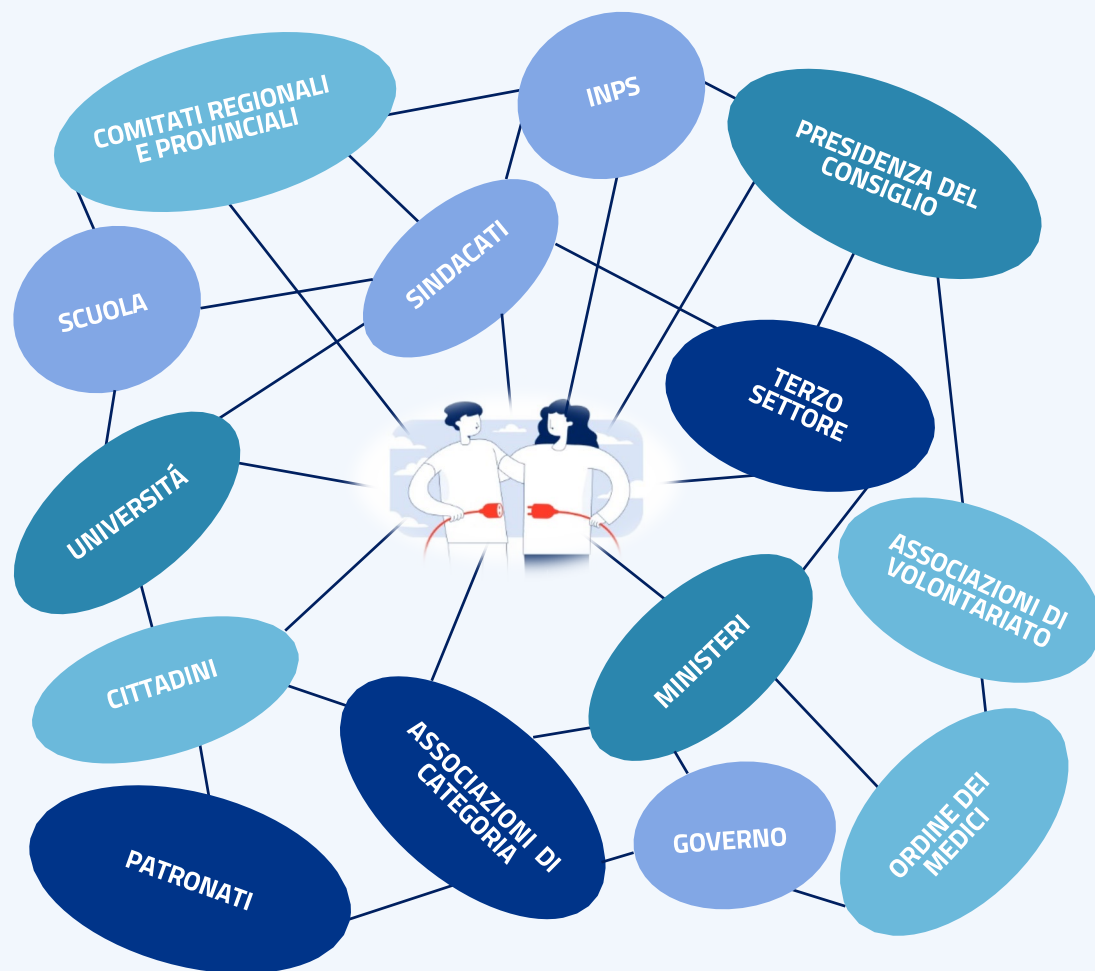 COMITATI REGIONALI
E PROVINCIALI
INPS
PRESIDENZA DEL
CONSIGLIO
SCUOLA
SINDACATI
TERZO
SETTORE
UNIVERSITÁ
ASSOCIAZIONI DI
VOLONTARIATO
CITTADINI
MINISTERI
ASSOCIAZIONI DI
CATEGORIA
GOVERNO
ORDINE DEI
MEDICI
PATRONATI